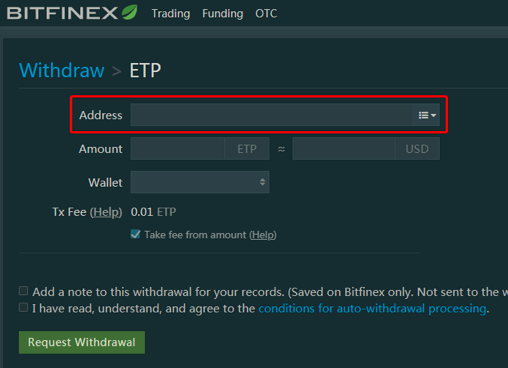 BITFINEX Trading Funding OTC
Withdraw > ETP
Address
Amount ETP ≈ USD
Wallet
Tx Fee (Help) 0.01 ETP
Take fee from amount (Help)
Add a note to this withdrawal for your records. (Saved on Bitfinex only. Not sent to the w
I have read, understand, and agree to the conditions for auto-withdrawal processing.
Request Withdrawal